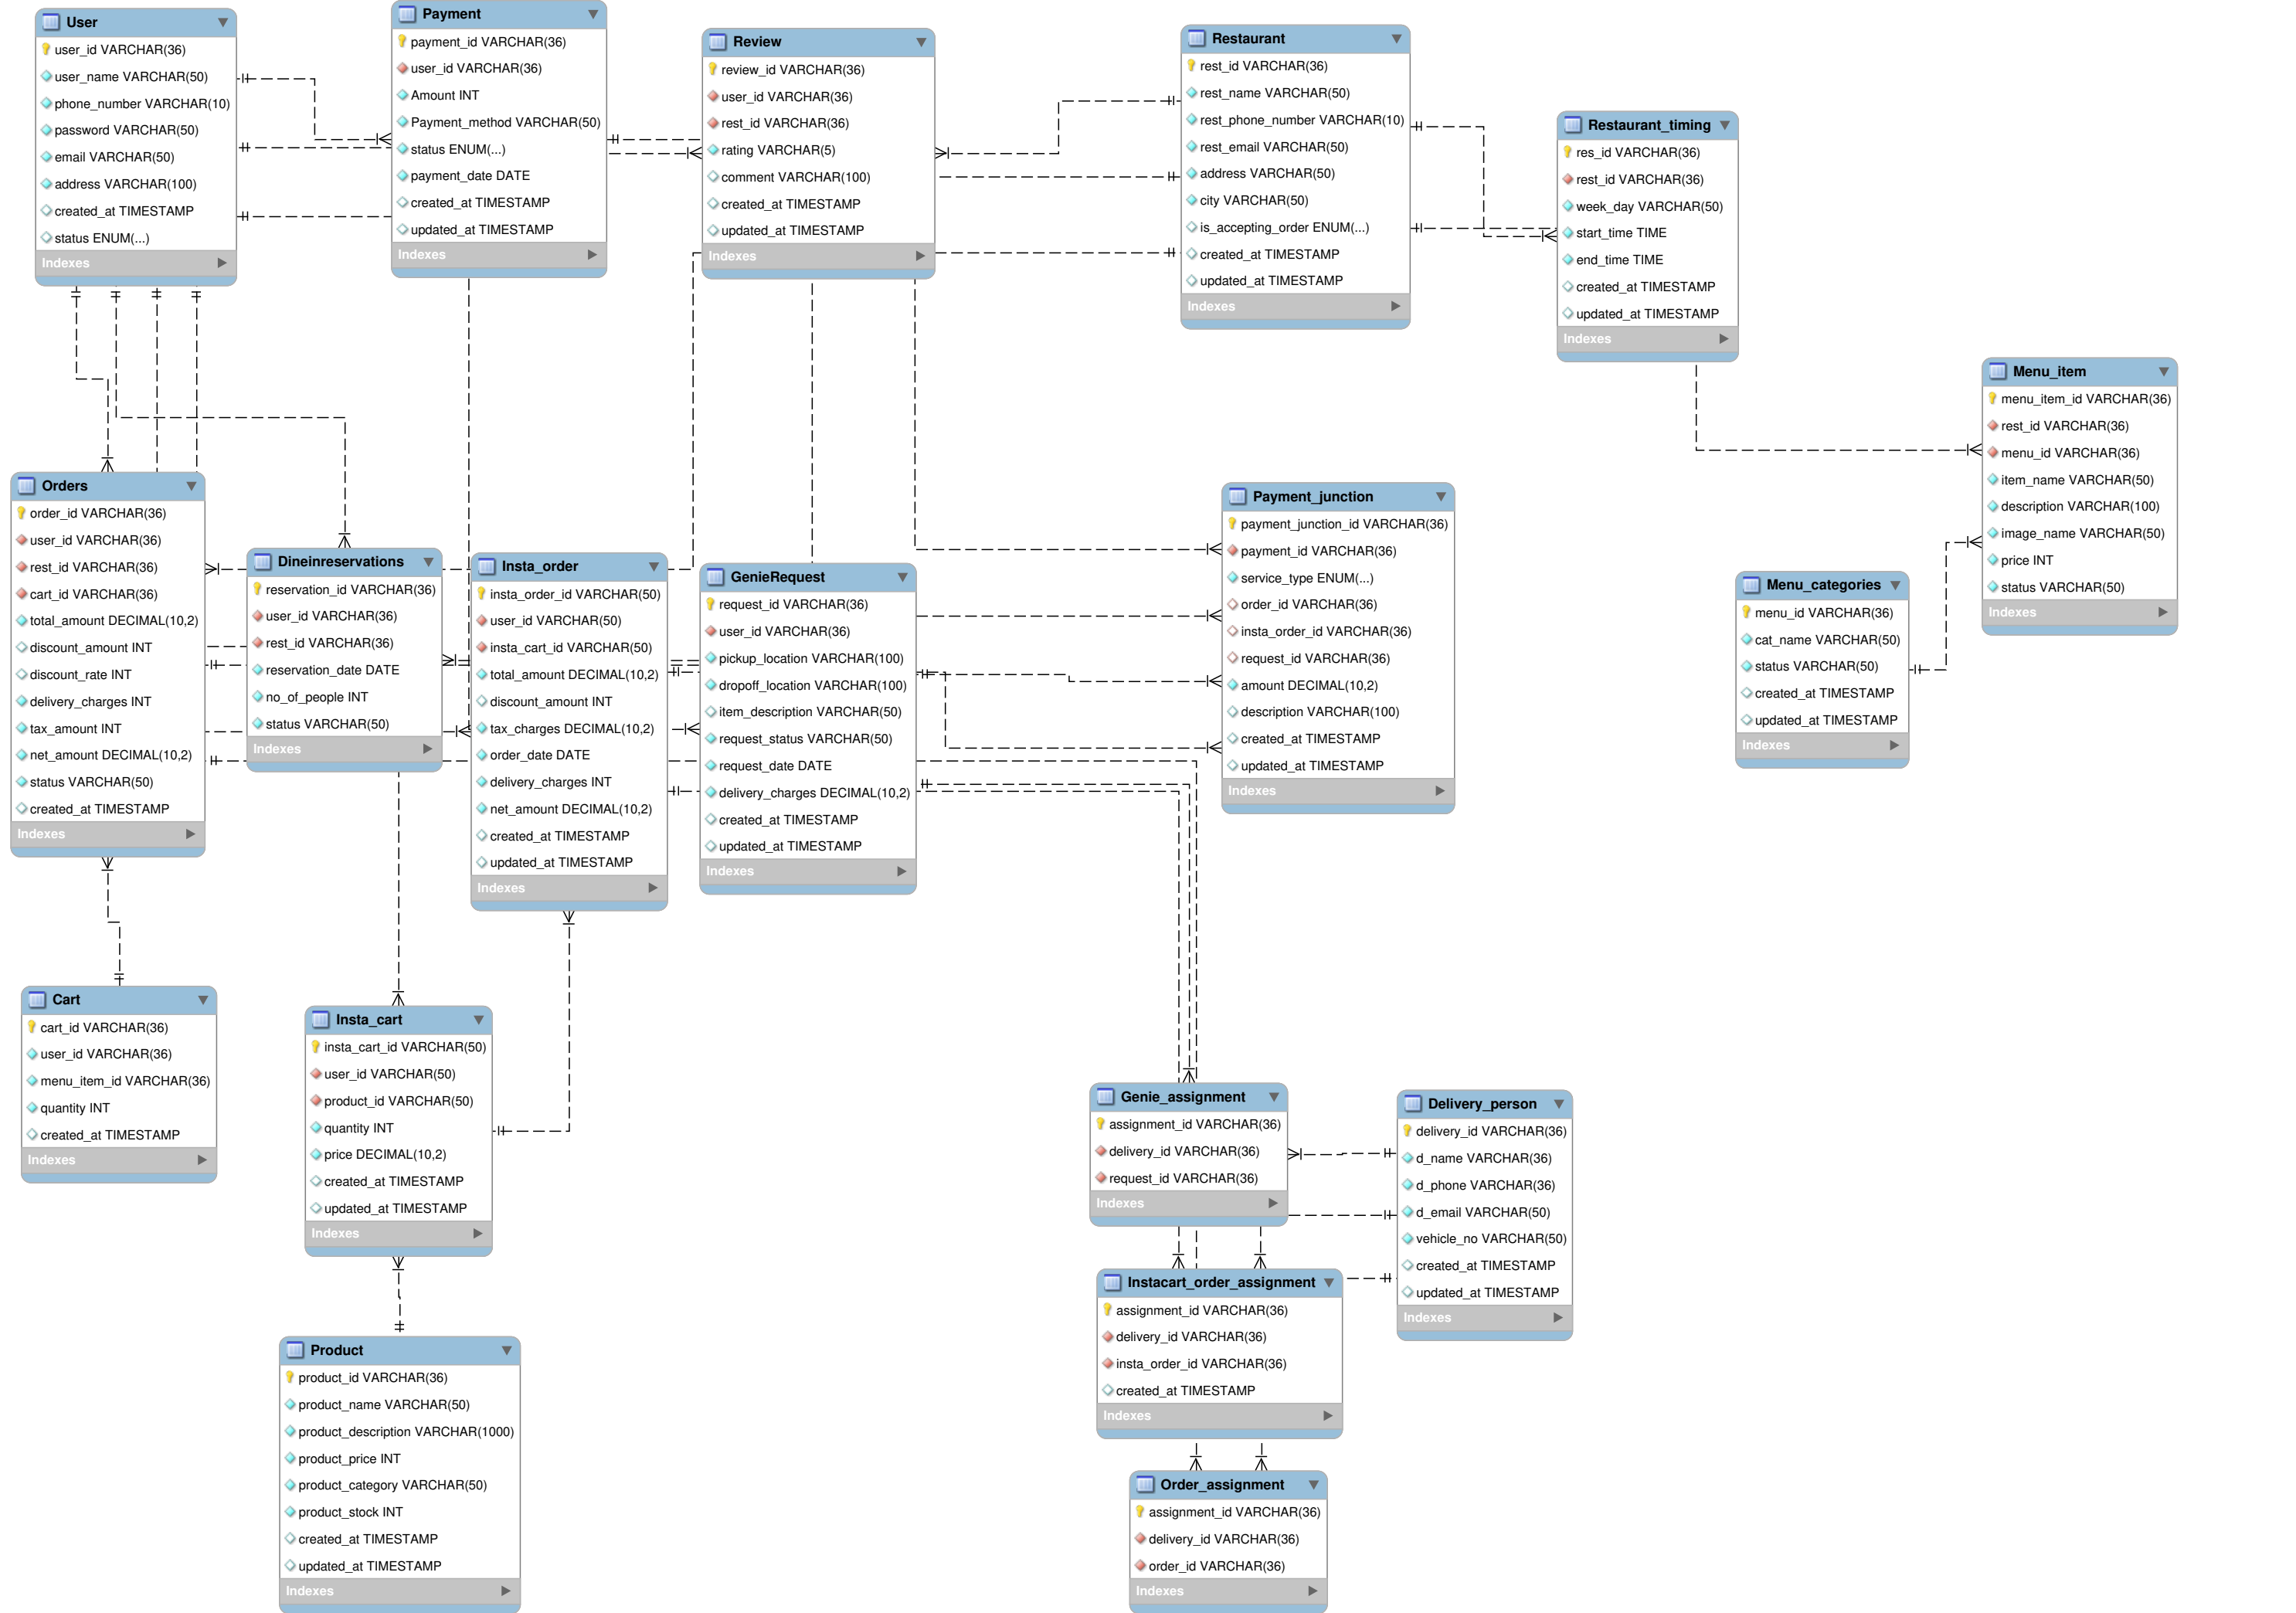 User
user_id VARCHAR(36)
user_name VARCHAR(50)
phone_number VARCHAR(10)
password VARCHAR(50)
email VARCHAR(50)
address VARCHAR(100)
created_at TIMESTAMP
status ENUM(...)
Indexes
Payment
payment_id VARCHAR(36)
user_id VARCHAR(36)
Amount INT
Payment_method VARCHAR(50)
status ENUM(...)
payment_date DATE
created_at TIMESTAMP
updated_at TIMESTAMP
Indexes
Review
review_id VARCHAR(36)
user_id VARCHAR(36)
rest_id VARCHAR(36)
rating VARCHAR(5)
comment VARCHAR(100)
created_at TIMESTAMP
updated_at TIMESTAMP
Indexes
Restaurant
rest_id VARCHAR(36)
rest_name VARCHAR(50)
rest_phone_number VARCHAR(10)
rest_email VARCHAR(50)
address VARCHAR(50)
city VARCHAR(50)
is_accepting_order ENUM(...)
created_at TIMESTAMP
updated_at TIMESTAMP
Indexes
Restaurant_timing
res_id VARCHAR(36)
rest_id VARCHAR(36)
week_day VARCHAR(50)
start_time TIME
end_time TIME
created_at TIMESTAMP
updated_at TIMESTAMP
Indexes
Menu_item
menu_item_id VARCHAR(36)
rest_id VARCHAR(36)
menu_id VARCHAR(36)
item_name VARCHAR(50)
description VARCHAR(100)
image_name VARCHAR(50)
price INT
status VARCHAR(50)
Indexes
Orders
order_id VARCHAR(36)
user_id VARCHAR(36)
rest_id VARCHAR(36)
cart_id VARCHAR(36)
total_amount DECIMAL(10,2)
discount_amount INT
discount_rate INT
delivery_charges INT
tax_amount INT
net_amount DECIMAL(10,2)
status VARCHAR(50)
created_at TIMESTAMP
Indexes
Dineinreservations
reservation_id VARCHAR(36)
user_id VARCHAR(36)
rest_id VARCHAR(36)
reservation_date DATE
no_of_people INT
status VARCHAR(50)
Indexes
Insta_order
insta_order_id VARCHAR(50)
user_id VARCHAR(50)
insta_cart_id VARCHAR(50)
total_amount DECIMAL(10,2)
discount_amount INT
tax_charges DECIMAL(10,2)
order_date DATE
delivery_charges INT
net_amount DECIMAL(10,2)
created_at TIMESTAMP
updated_at TIMESTAMP
Indexes
GenieRequest
request_id VARCHAR(36)
user_id VARCHAR(36)
pickup_location VARCHAR(100)
dropoff_location VARCHAR(100)
item_description VARCHAR(50)
request_status VARCHAR(50)
request_date DATE
delivery_charges DECIMAL(10,2)
created_at TIMESTAMP
updated_at TIMESTAMP
Indexes
Payment_junction
payment_junction_id VARCHAR(36)
payment_id VARCHAR(36)
service_type ENUM(...)
order_id VARCHAR(36)
insta_order_id VARCHAR(36)
request_id VARCHAR(36)
amount DECIMAL(10,2)
description VARCHAR(100)
created_at TIMESTAMP
updated_at TIMESTAMP
Indexes
Menu_categories
menu_id VARCHAR(36)
cat_name VARCHAR(50)
status VARCHAR(50)
created_at TIMESTAMP
updated_at TIMESTAMP
Indexes
Cart
cart_id VARCHAR(36)
user_id VARCHAR(36)
menu_item_id VARCHAR(36)
quantity INT
created_at TIMESTAMP
Indexes
Insta_cart
insta_cart_id VARCHAR(50)
user_id VARCHAR(50)
product_id VARCHAR(50)
quantity INT
price DECIMAL(10,2)
created_at TIMESTAMP
updated_at TIMESTAMP
Indexes
Genie_assignment
assignment_id VARCHAR(36)
delivery_id VARCHAR(36)
request_id VARCHAR(36)
Indexes
Delivery_person
delivery_id VARCHAR(36)
d_name VARCHAR(36)
d_phone VARCHAR(36)
d_email VARCHAR(50)
vehicle_no VARCHAR(50)
created_at TIMESTAMP
updated_at TIMESTAMP
Indexes
Instacart_order_assignment
assignment_id VARCHAR(36)
delivery_id VARCHAR(36)
insta_order_id VARCHAR(36)
created_at TIMESTAMP
Indexes
Product
product_id VARCHAR(36)
product_name VARCHAR(50)
product_description VARCHAR(1000)
product_price INT
product_category VARCHAR(50)
product_stock INT
created_at TIMESTAMP
updated_at TIMESTAMP
Indexes
Order_assignment
assignment_id VARCHAR(36)
delivery_id VARCHAR(36)
order_id VARCHAR(36)
Indexes